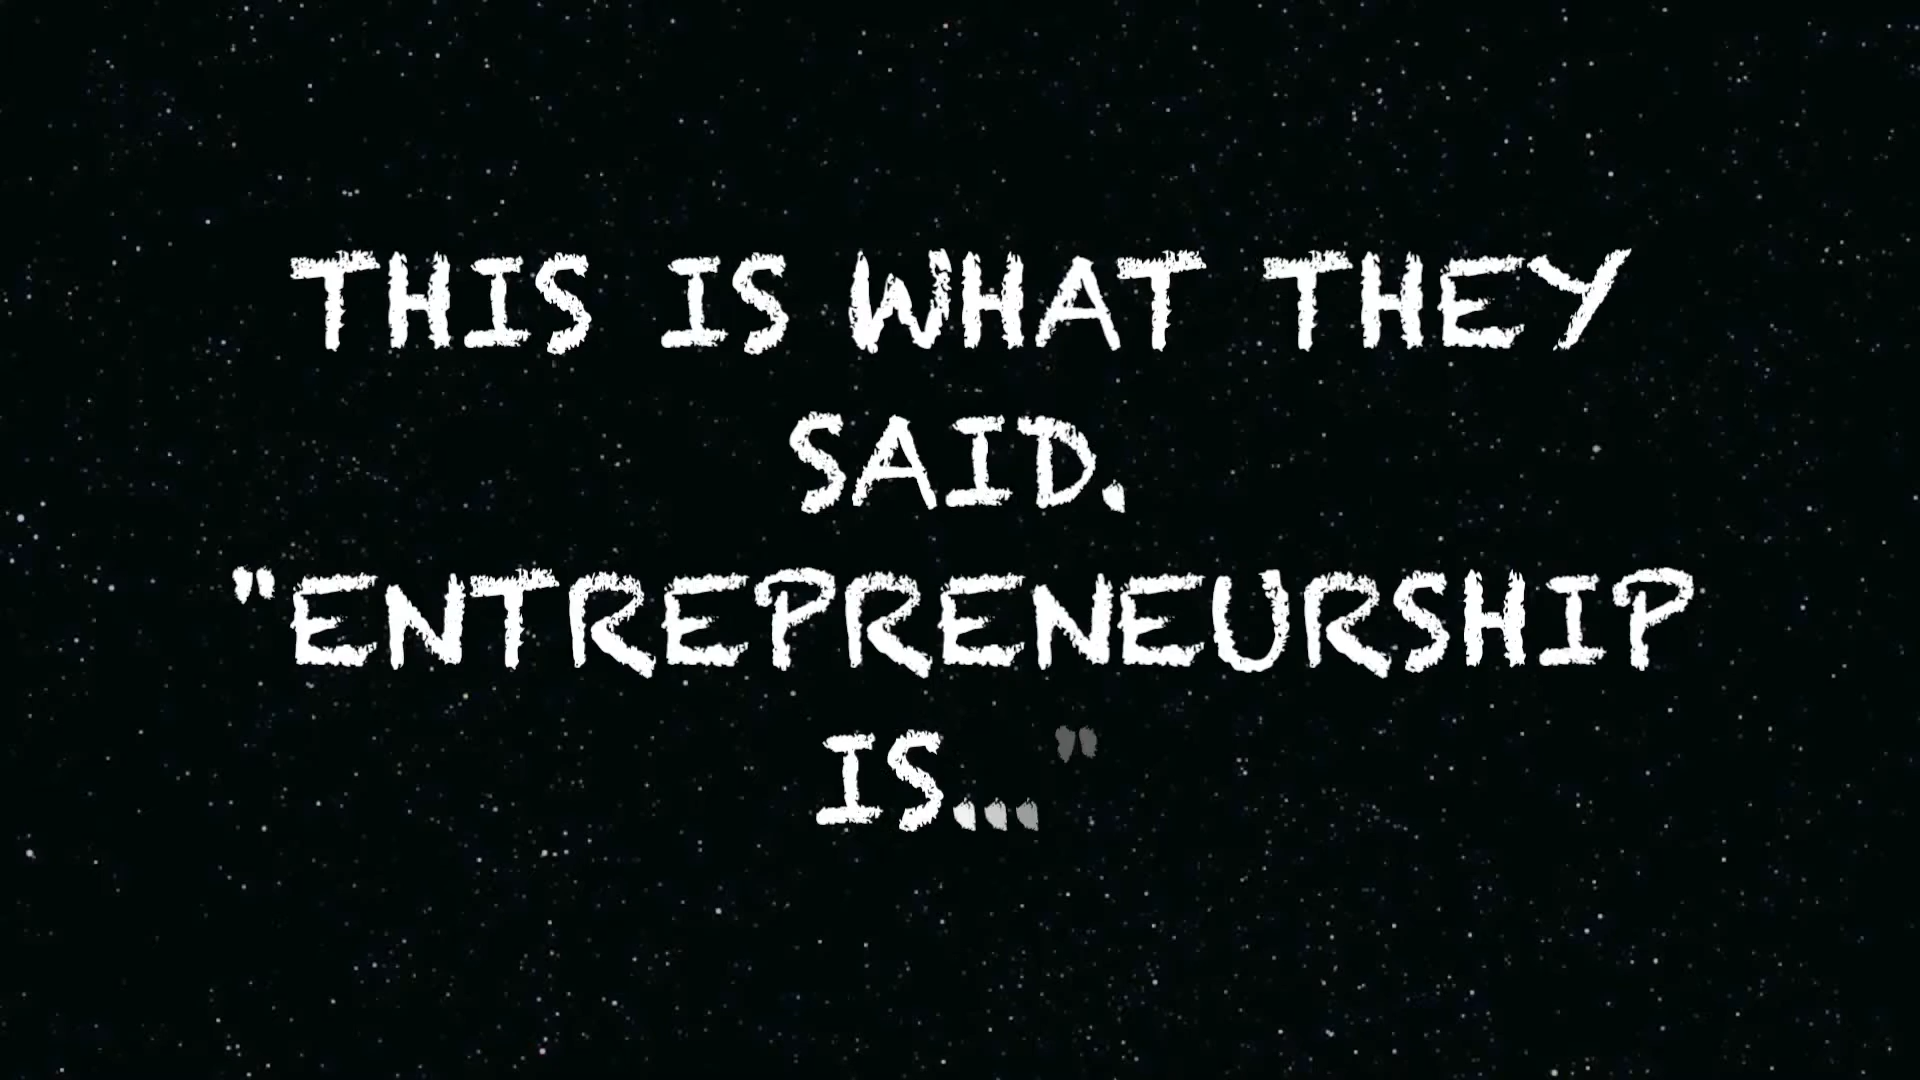 THIS IS WHAT THEY
SAID.
"ENTREPRENEURSHIP
IS..."